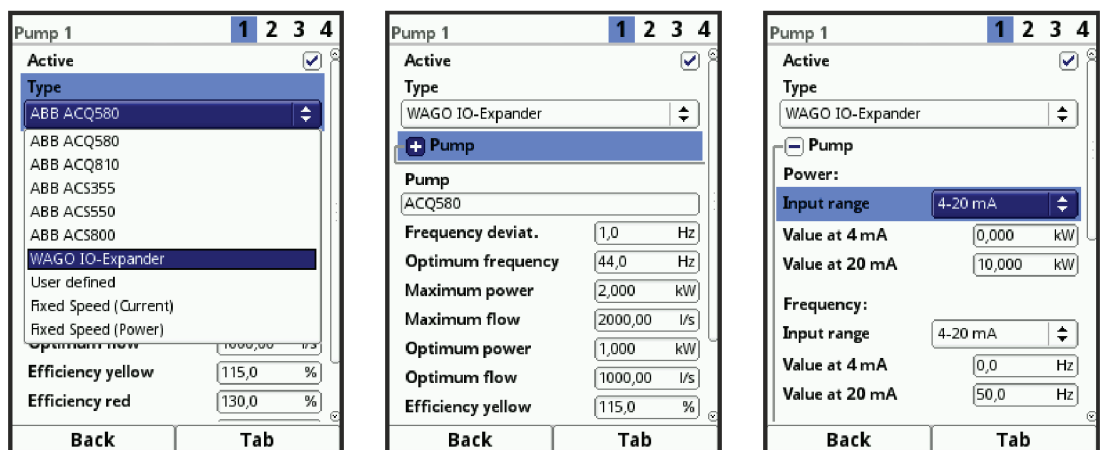 Pump 1 1 2 3 4
Active
Type
ABB ACQ580
ABB ACQ580
ABB ACQ810
ABB ACS355
ABB ACS550
ABB ACS800
WAGO IO-Expander
User defined
Fixed Speed (Current)
Fixed Speed (Power)
Optimum flow 1000,00 l/s
Efficiency yellow 115,0 %
Efficiency red 130,0 %
Back Tab
Pump 1 1 2 3 4
Active
Type
WAGO IO-Expander
Pump
Pump
ACQ580
Frequency deviat. 1,0 Hz
Optimum frequency 44,0 Hz
Maximum power 2,000 kW
Maximum flow 2000,00 l/s
Optimum power 1,000 kW
Optimum flow 1000,00 l/s
Efficiency yellow 115,0 %
Back Tab
Pump 1 1 2 3 4
Active
Type
WAGO IO-Expander
Pump
Power:
Input range 4-20 mA
Value at 4 mA 0,000 kW
Value at 20 mA 10,000 kW
Frequency:
Input range 4-20 mA
Value at 4 mA 0,0 Hz
Value at 20 mA 50,0 Hz
Back Tab